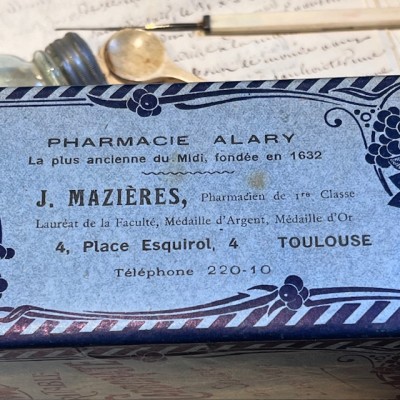 PHARMACIE ALARY
La plus ancienne du Midi, fondée en 1632
J. MAZIÈRES, Pharmacien de 1re Classe
Lauréat de la Faculté, Médaille d'Argent, Médaille d'Or
4, Place Esquirol, 4 TOULOUSE
Téléphone 220-10